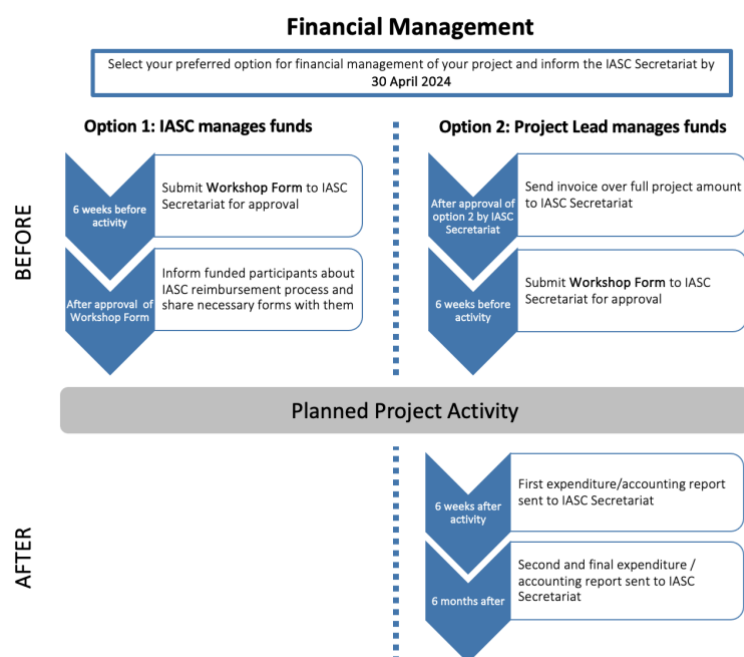 Financial Management
Select your preferred option for financial management of your project and inform the IASC Secretariat by
30 April 2024
Option 1: IASC manages funds
Option 2: Project Lead manages funds
BEFORE
6 weeks before
activity
Submit Workshop Form to IASC
Secretariat for approval
After approval of
Workshop Form
Inform funded participants about
IASC reimbursement process and
share necessary forms with them
After approval of
option 2 by IASC
Secretariat
Send invoice over full project amount
to IASC Secretariat
6 weeks before
activity
Submit Workshop Form to IASC
Secretariat for approval
Planned Project Activity
AFTER
6 weeks after
activity
First expenditure/accounting report
sent to IASC Secretariat
6 months after
Second and final expenditure /
accounting report sent to IASC
Secretariat